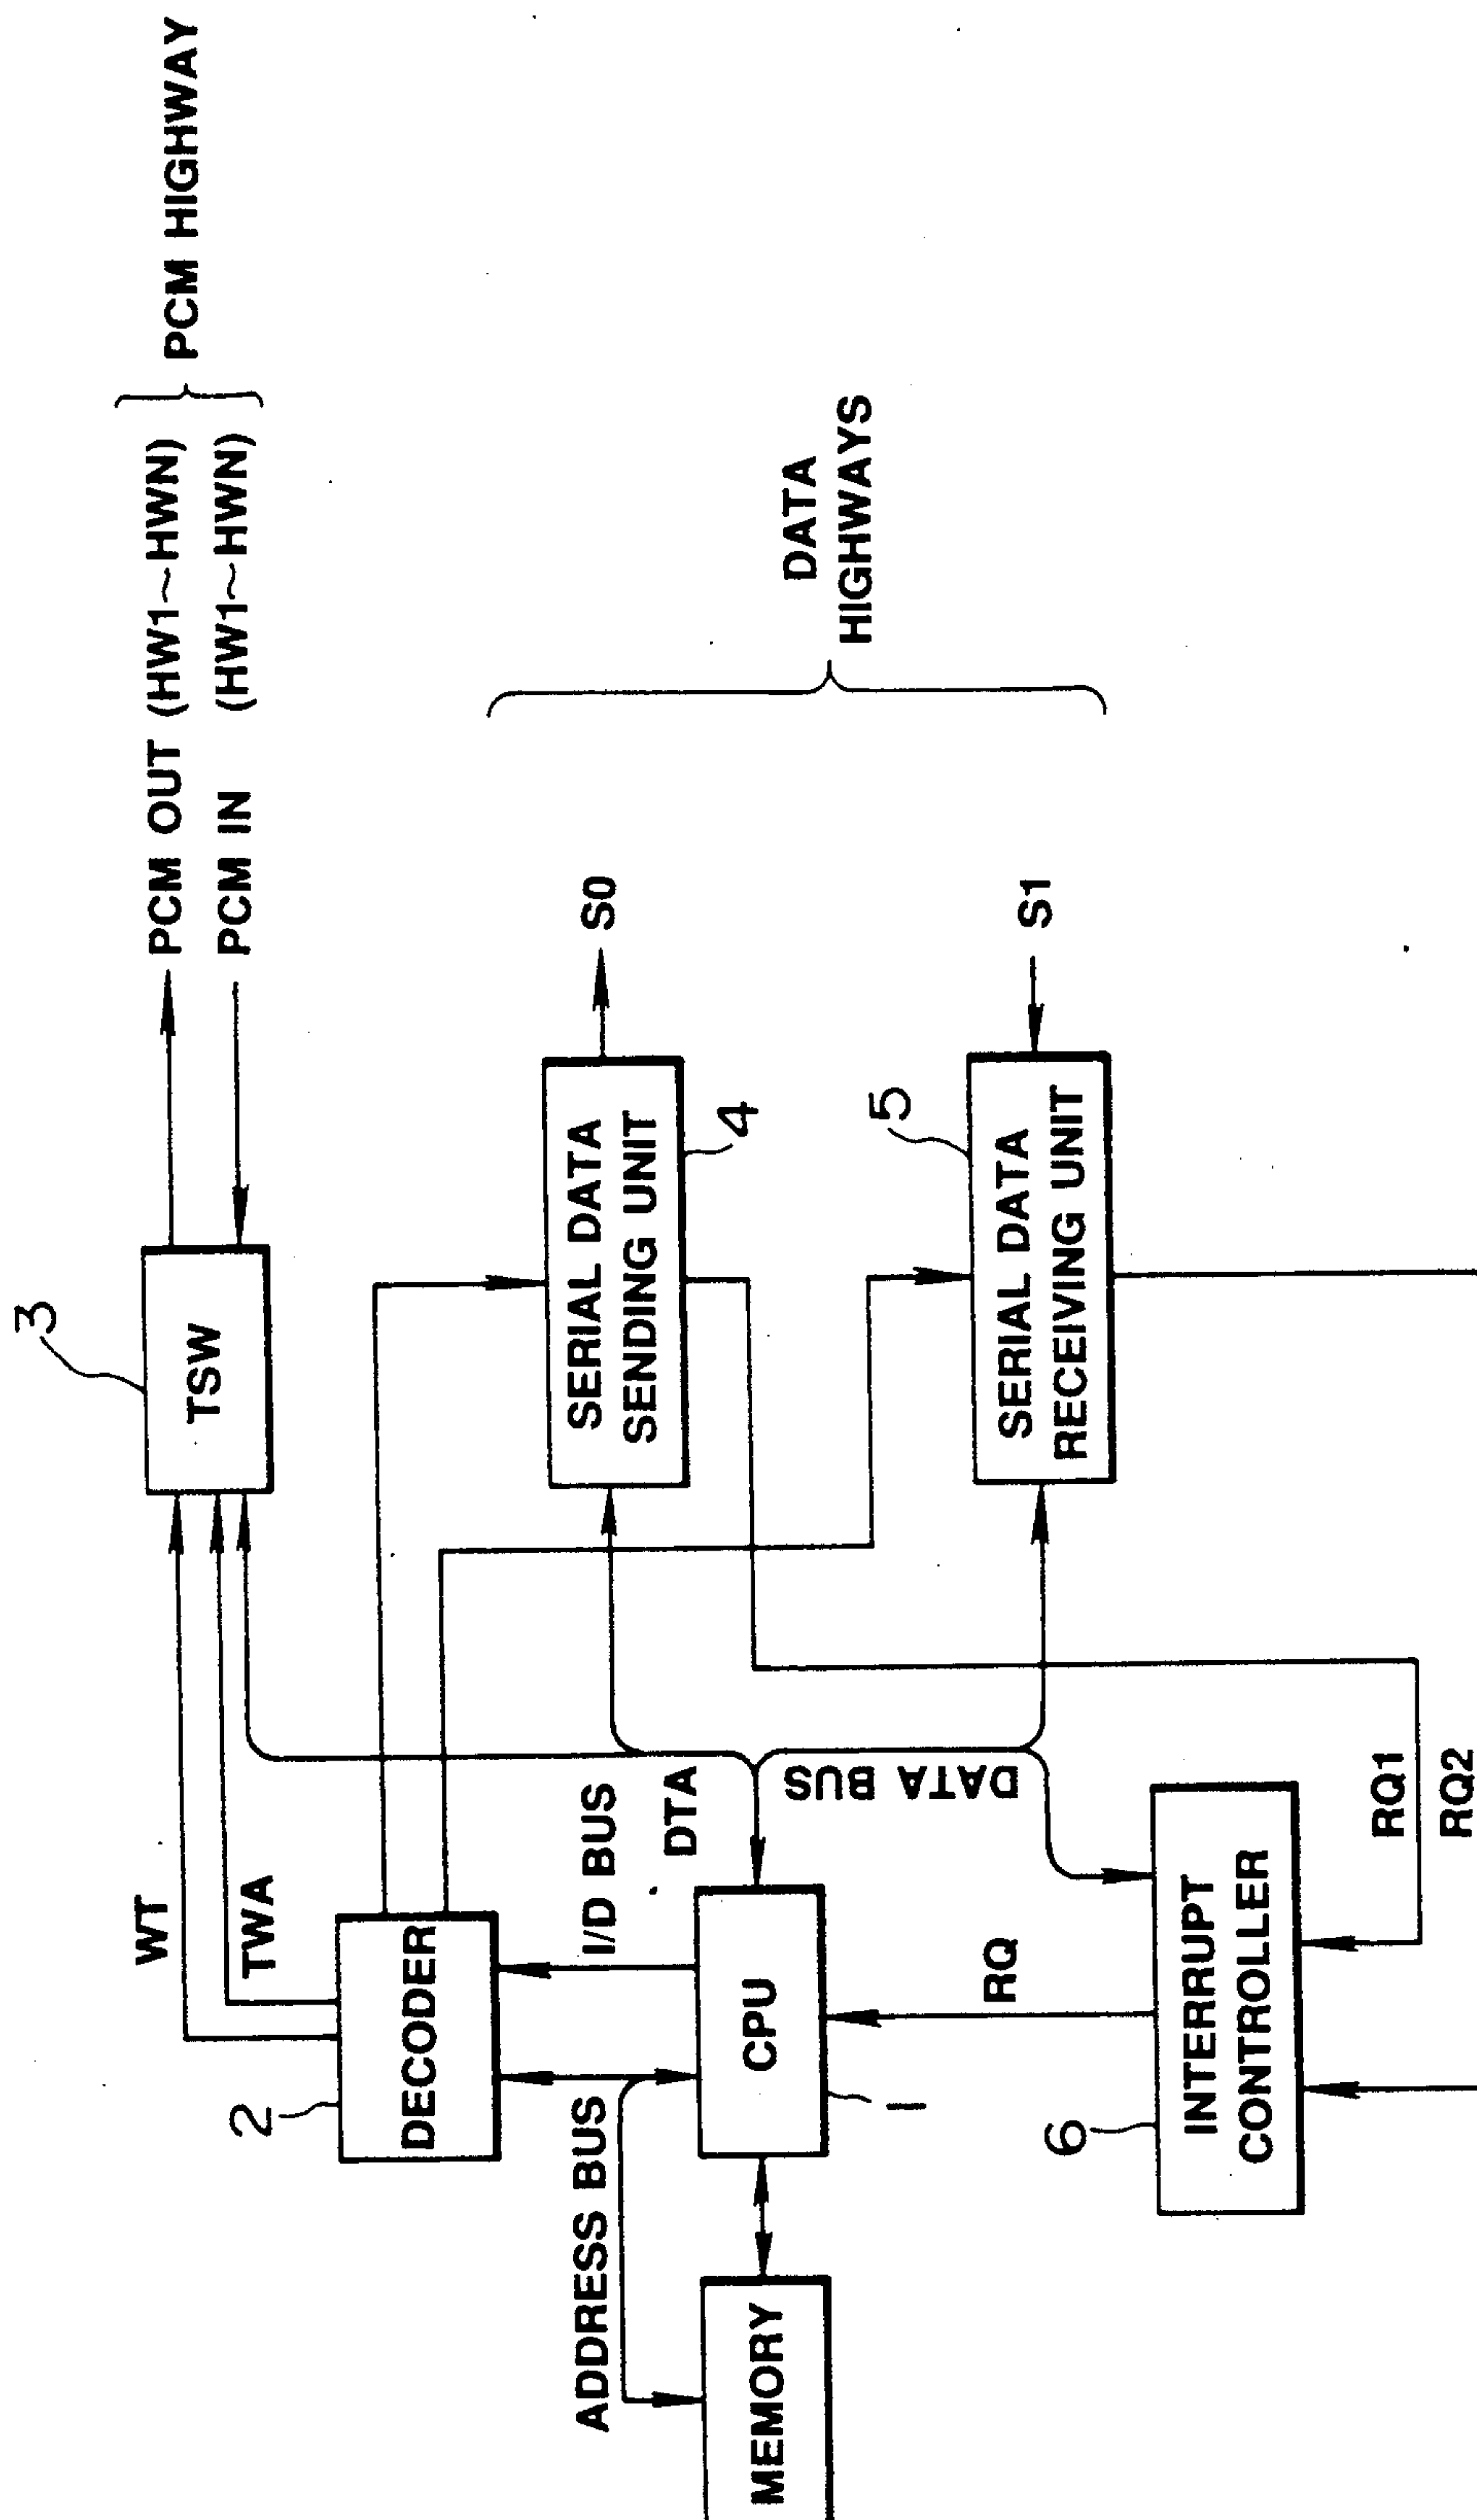 3
TSW
PCM OUT (HW1~HWN)
PCM IN (HW1~HWN)
PCM HIGHWAY
WT
TWA
2
DECODER
I/D BUS
ADDRESS BUS
DTA
SERIAL DATA
SENDING UNIT
4
S0
DATA
HIGHWAYS
MEMORY
CPU
1
DATA BUS
RQ
5
SERIAL DATA
RECEIVING UNIT
S1
6
INTERRUPT
CONTROLLER
RQ1
RQ2